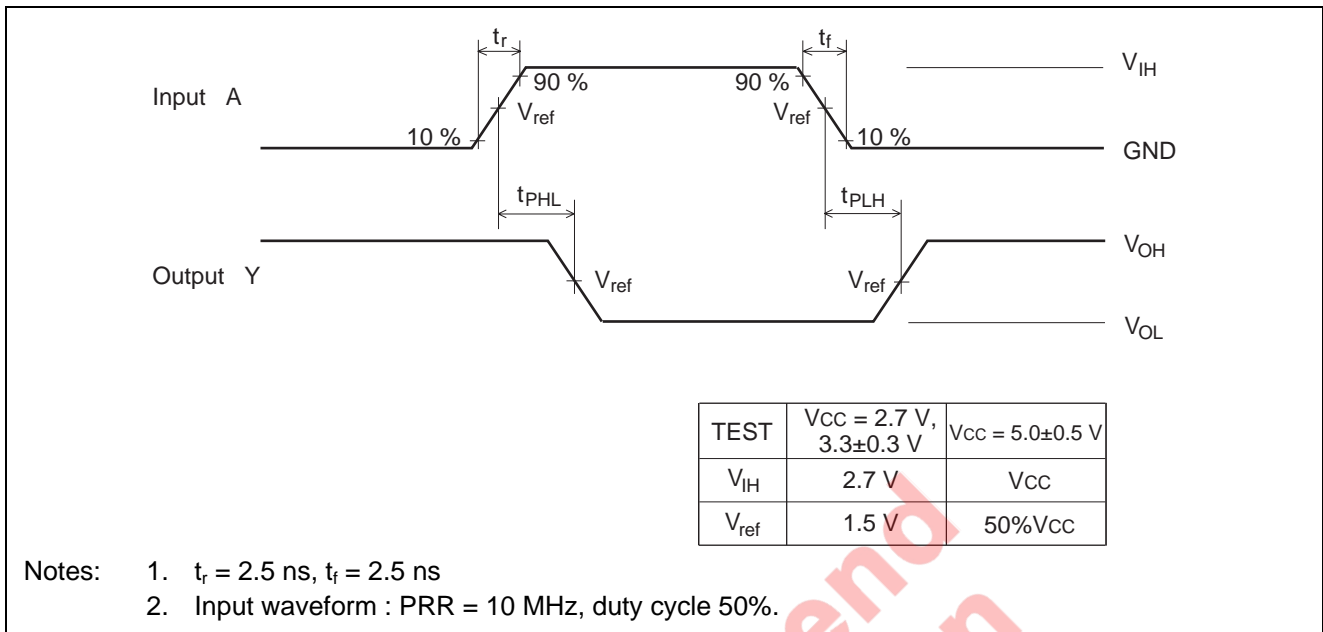 tr tf
90 % 90 % VIH
Input A
Vref Vref
10 % 10 %
GND
tPHL tPLH
VOH
Output Y
Vref Vref
VOL
TEST VCC = 2.7 V, 3.3±0.3 V VCC = 5.0±0.5 V
VIH 2.7 V VCC
Vref 1.5 V 50%VCC
Notes: 1. tr = 2.5 ns, tf = 2.5 ns
2. Input waveform : PRR = 10 MHz, duty cycle 50%.